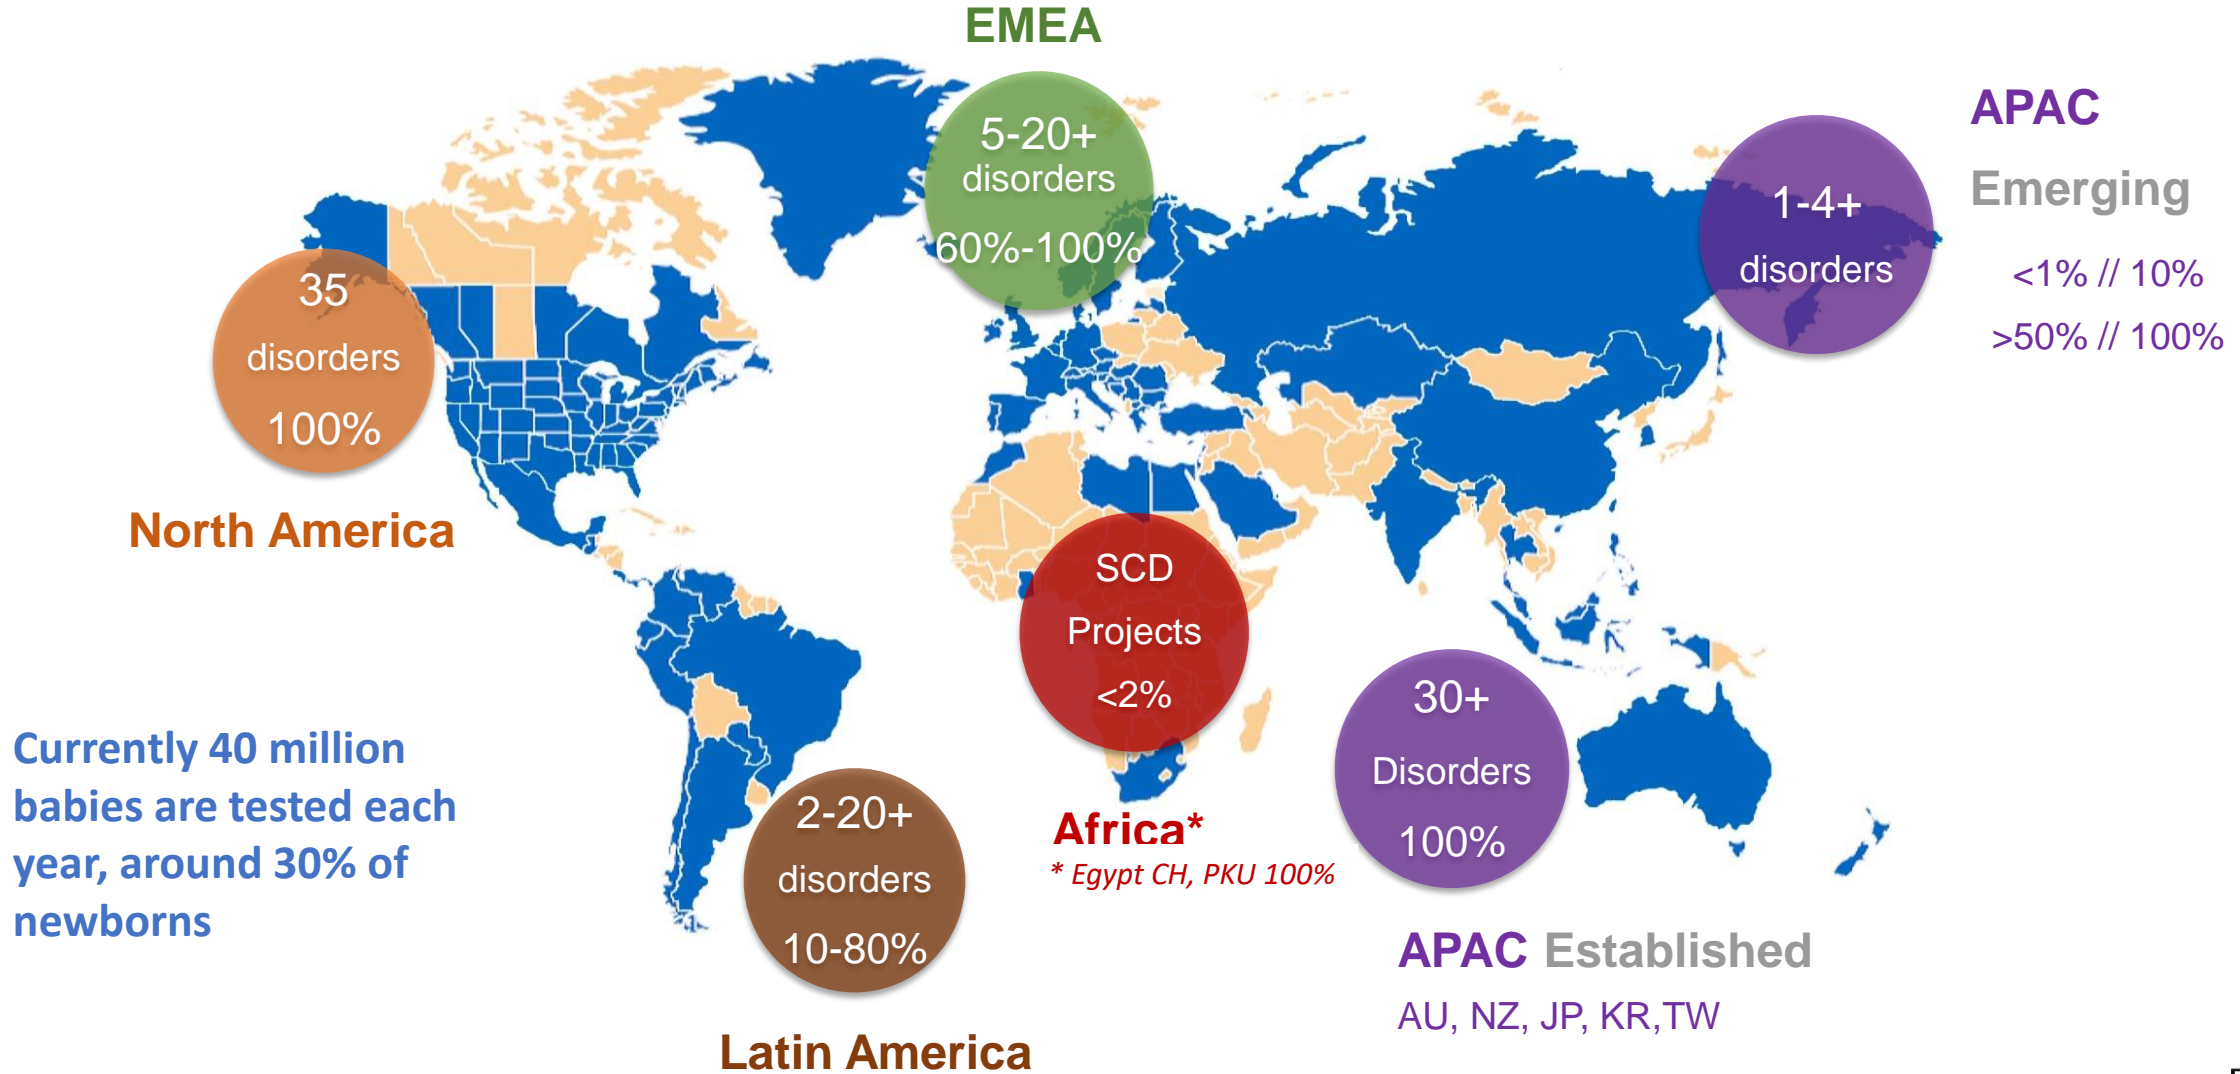 EMEA
5-20+
disorders
60%-100%
APAC
Emerging
<1% // 10%
>50% // 100%
1-4+
disorders
35
disorders
100%
North America
SCD
Projects
<2%
Africa*
* Egypt CH, PKU 100%
30+
Disorders
100%
APAC Established
AU, NZ, JP, KR,TW
Currently 40 million
babies are tested each
year, around 30% of
newborns
2-20+
disorders
10-80%
Latin America